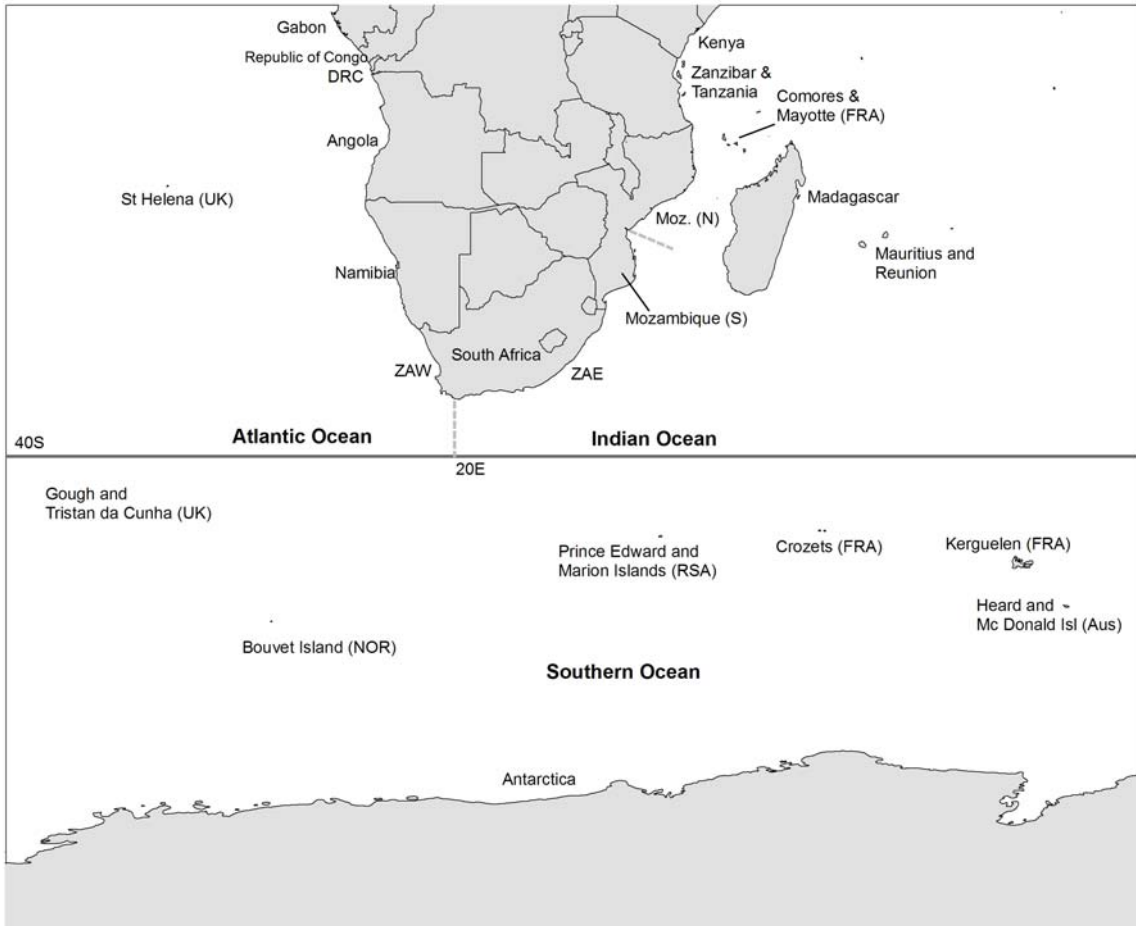 Gabon
Kenya
Republic of Congo
DRC
Zanzibar &
Tanzania
Comores &
Mayotte (FRA)
Angola
St Helena (UK)
Madagascar
Moz. (N)
Mauritius and
Reunion
Namibia
Mozambique (S)
South Africa
ZAW
ZAE
Atlantic Ocean
Indian Ocean
40S
20E
Gough and
Tristan da Cunha (UK)
Prince Edward and
Marion Islands (RSA)
Crozets (FRA)
Kerguelen (FRA)
Heard and
Mc Donald Isl (Aus)
Bouvet Island (NOR)
Southern Ocean
Antarctica